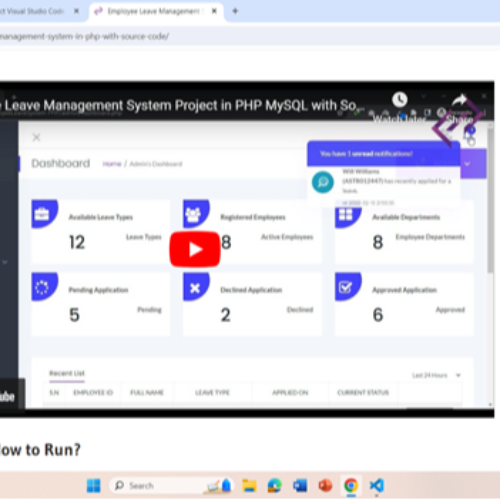 ct Visual Studio Code
Employee Leave Management S
management-system-in-php-with-source-code/
Leave Management System Project in PHP MySQL with So...
Watch later
Share
Dashboard
Home / Admin's Dashboard
You have 1 unread notifications!
Will Williams
(ASTR012447) has recently applied for a
leave.
Available Leave Types
12
Leave Types
Registered Employees
8
Active Employees
Available Departments
8
Employee Departments
Pending Application
5
Pending
Declined Application
2
Declined
Approved Application
6
Approved
Recent List
Last 24 Hours
S.N
EMPLOYEE ID
FULL NAME
LEAVE TYPE
APPLIED ON
CURRENT STATUS
ube
low to Run?
Search